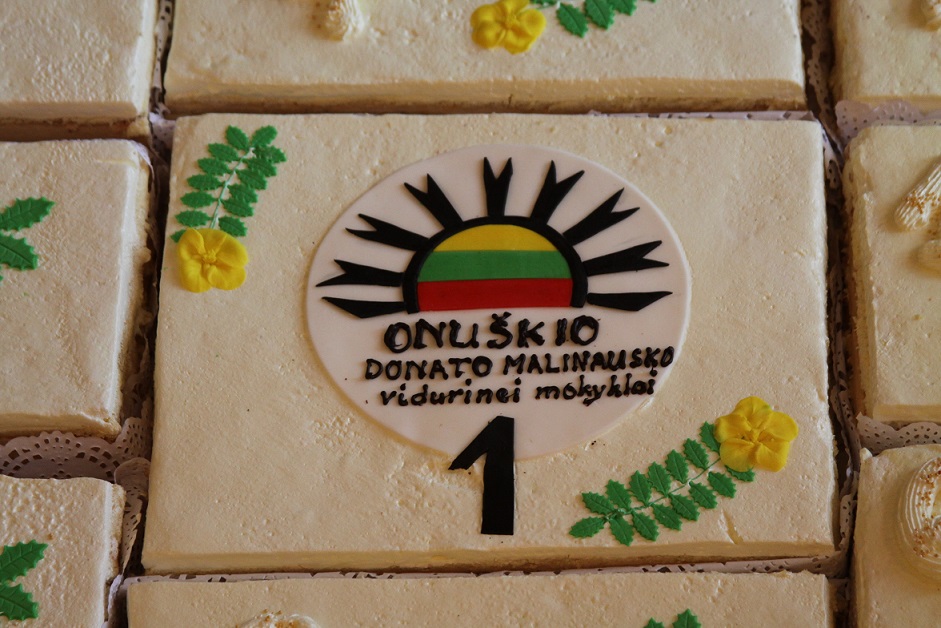 ONUŠKIO
DONATO MALINAUSKO
vidurinei mokyklai
1